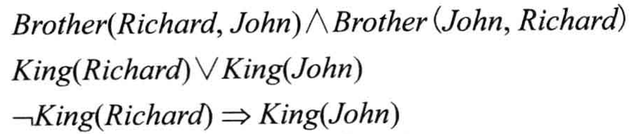 Brother(Richard, John)∧Brother(John, Richard)
King(Richard)∨King(John)
¬King(Richard) ⇒ King(John)